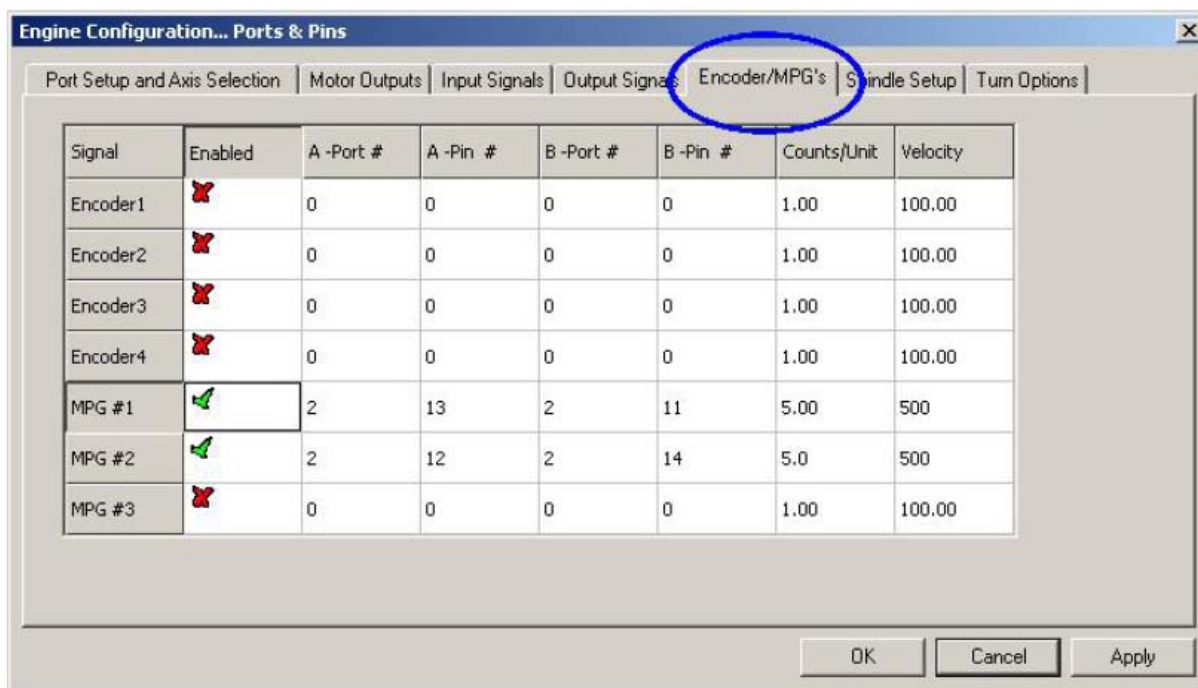 Engine Configuration... Ports & Pins
Port Setup and Axis Selection Motor Outputs Input Signals Output Signals Encoder/MPG's Spindle Setup Turn Options
Signal Enabled A -Port # A -Pin # B -Port # B -Pin # Counts/Unit Velocity
Encoder1 0 0 0 0 1.00 100.00
Encoder2 0 0 0 0 1.00 100.00
Encoder3 0 0 0 0 1.00 100.00
Encoder4 0 0 0 0 1.00 100.00
MPG #1 2 13 2 11 5.00 500
MPG #2 2 12 2 14 5.0 500
MPG #3 0 0 0 0 1.00 100.00
OK Cancel Apply